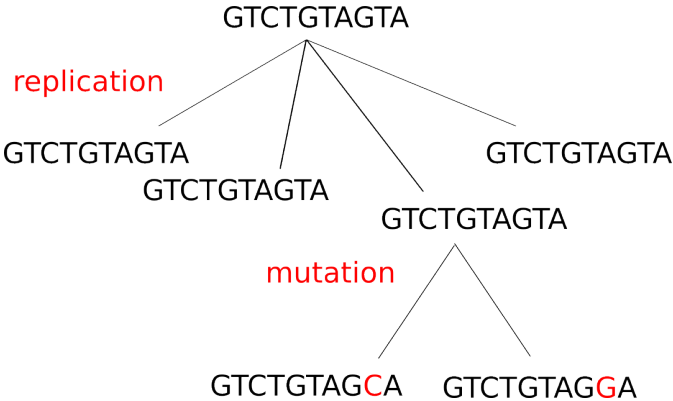 GTCTGTAGTA
replication
GTCTGTAGTA
GTCTGTAGTA
GTCTGTAGTA
GTCTGTAGTA
mutation
GTCTGTAGCA
GTCTGTAGGA